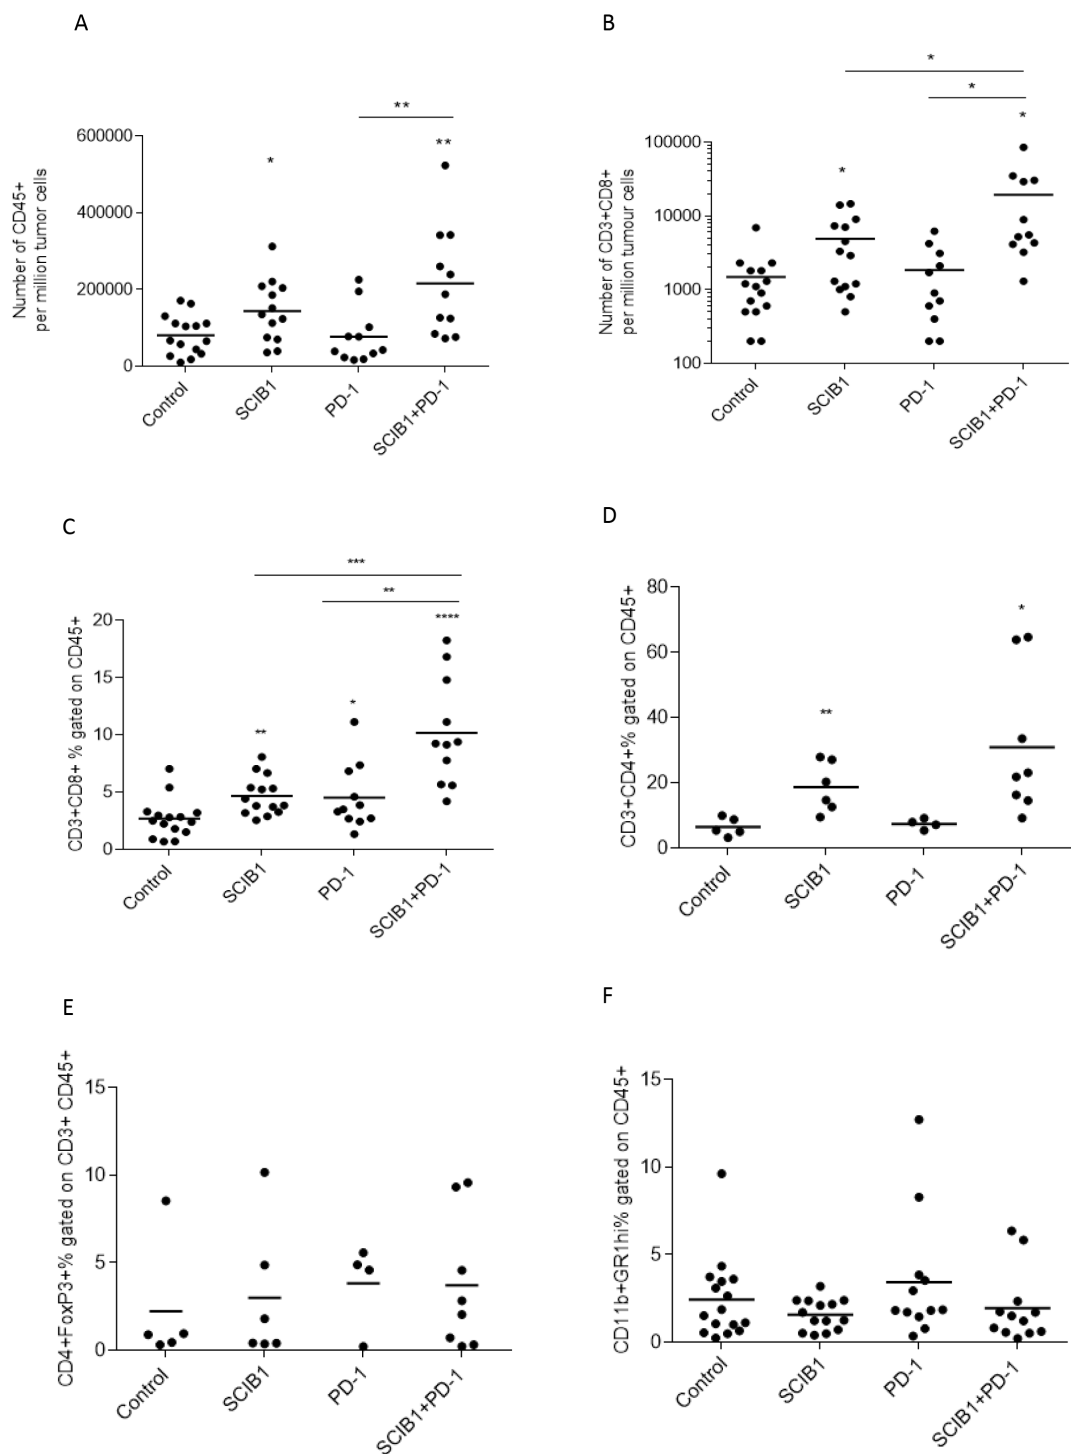 A
Number of CD45+
per million tumor cells
600000
400000
200000
0
*
**
**
Control
SCIB1
PD-1
SCIB1+PD-1
B
Number of CD3+CD8+
per million tumour cells
100000
10000
1000
100
*
*
*
*
Control
SCIB1
PD-1
SCIB1+PD-1
C
CD3+CD8+ % gated on CD45+
20
15
10
5
0
***
**
****
*
**
Control
SCIB1
PD-1
SCIB1+PD-1
D
CD3+CD4+% gated on CD45+
80
60
40
20
0
*
**
Control
SCIB1
PD-1
SCIB1+PD-1
E
CD4+FoxP3+% gated on CD3+ CD45+
15
10
5
0
Control
SCIB1
PD-1
SCIB1+PD-1
F
CD11b+GR1hi% gated on CD45+
15
10
5
0
Control
SCIB1
PD-1
SCIB1+PD-1